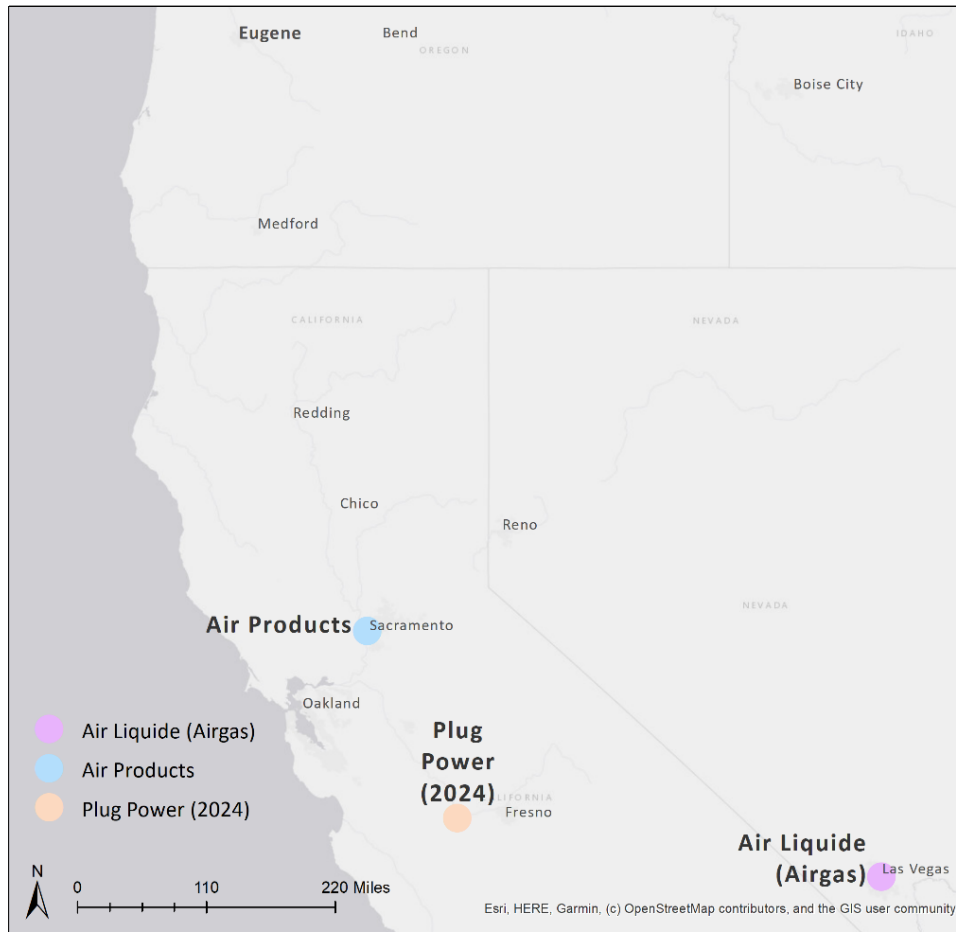 Eugene
Bend
OREGON
IDAHO
Boise City
Medford
CALIFORNIA
NEVADA
Redding
Chico
Reno
NEVADA
Air Products
Sacramento
Oakland
Plug
Power
(2024)
ALIFORNIA
Fresno
Air Liquide (Airgas)
Air Products
Plug Power (2024)
Air Liquide
(Airgas)
Las Vegas
N
0 110 220 Miles
Esri, HERE, Garmin, (c) OpenStreetMap contributors, and the GIS user community